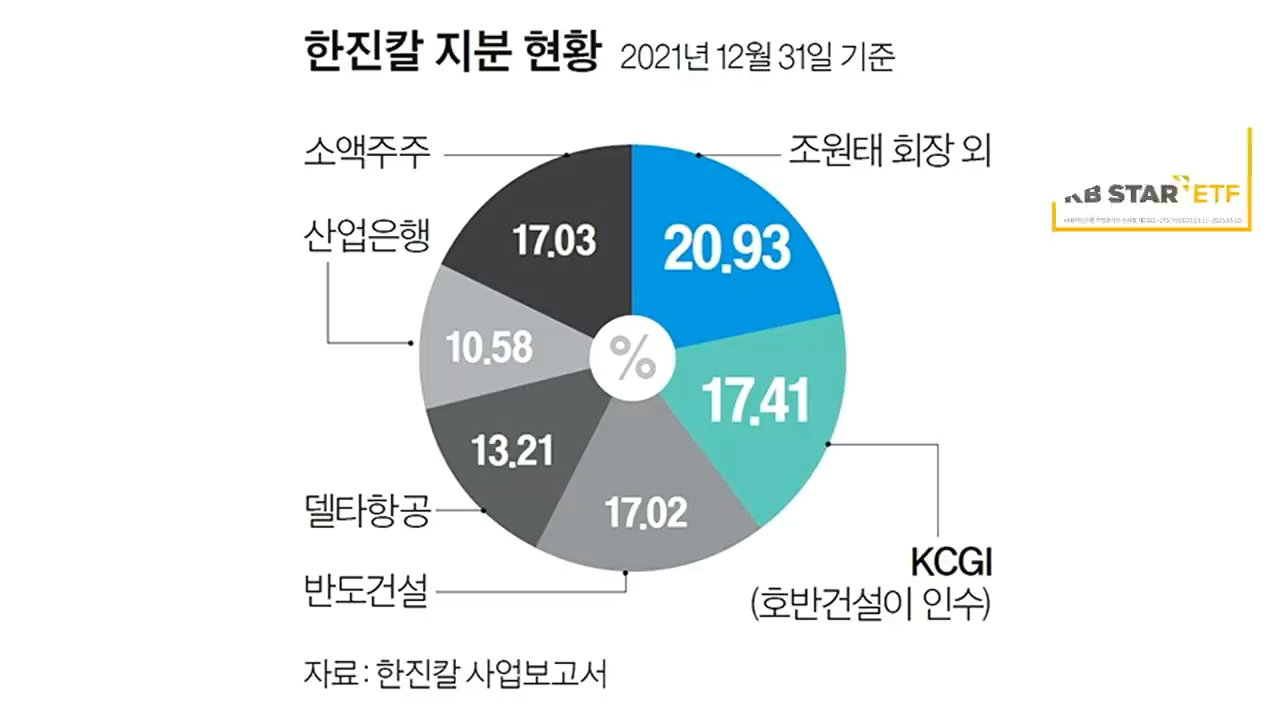 한진칼 지분 현황 2021년 12월 31일 기준
소액주주
조원태 회장 외
산업은행
17.03
20.93
10.58
%
17.41
13.21
17.02
델타항공
반도건설
KCGI
(호반건설이 인수)
자료 : 한진칼 사업보고서
KB STAR ETF